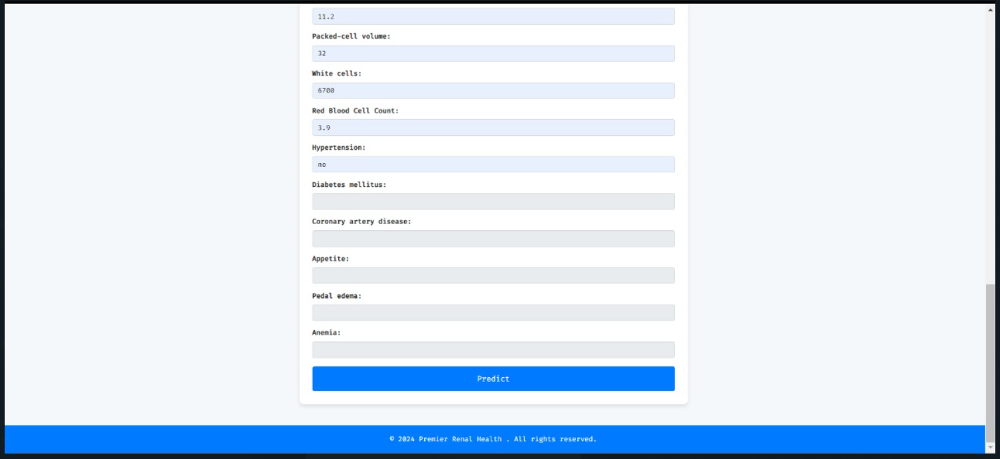 11.2
Packed-cell volume:
32
White cells:
6700
Red Blood Cell Count:
3.9
Hypertension:
no
Diabetes mellitus:
Coronary artery disease:
Appetite:
Pedal edema:
Anemia:
Predict
© 2024 Premier Renal Health . All rights reserved.